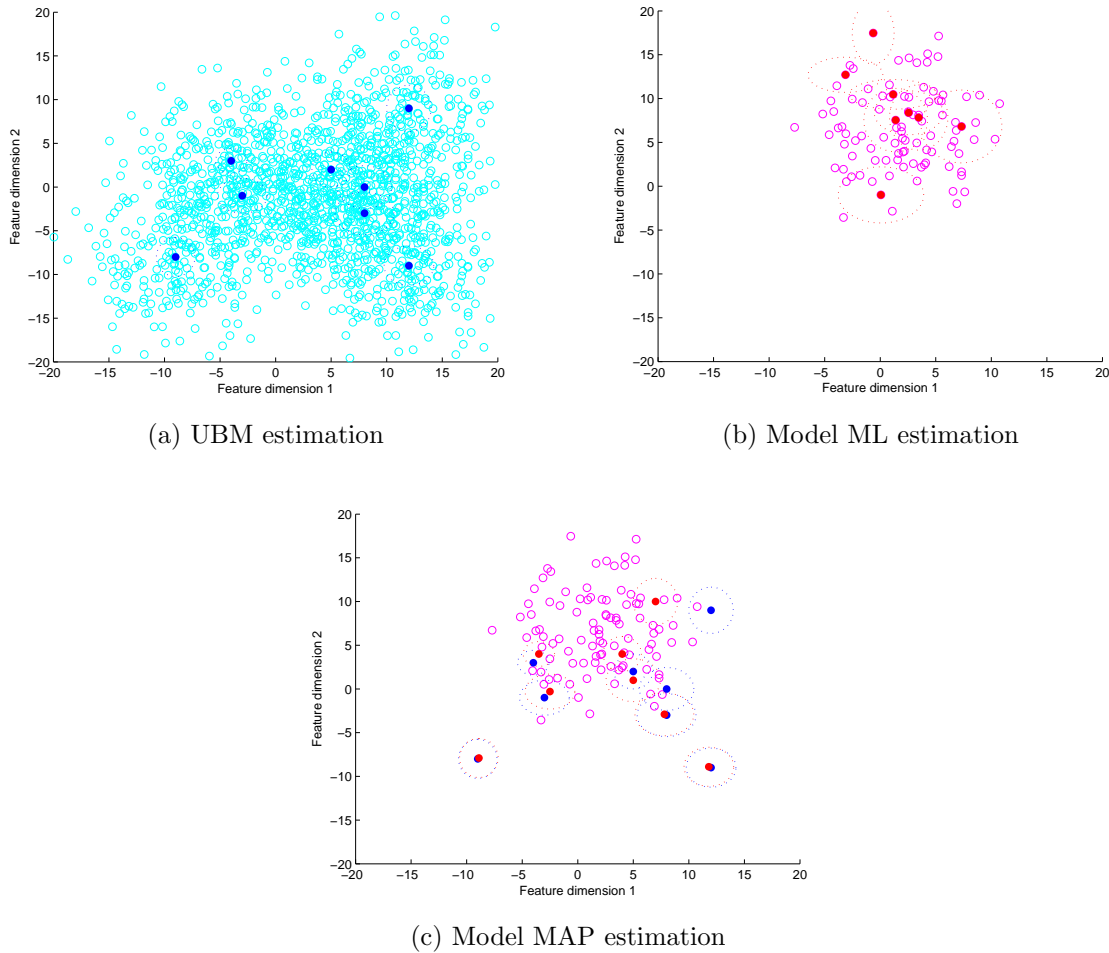 20
15
10
5
0
−5
−10
−15
−20
Feature dimension 2
−20 −15 −10 −5 0 5 10 15 20
Feature dimension 1
(a) UBM estimation
20
15
10
5
0
−5
−10
−15
−20
Feature dimension 2
−20 −15 −10 −5 0 5 10 15 20
Feature dimension 1
(b) Model ML estimation
20
15
10
5
0
−5
−10
−15
−20
Feature dimension 2
−20 −15 −10 −5 0 5 10 15 20
Feature dimension 1
(c) Model MAP estimation